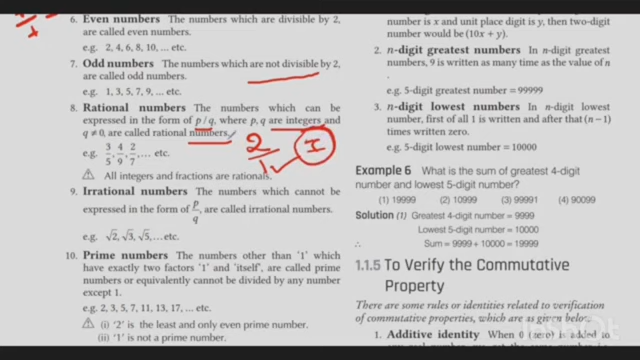 6. Even numbers The numbers which are divisible by 2,
are called even numbers.
e.g. 2, 4, 6, 8, 10, ... etc.
7. Odd numbers The numbers which are not divisible by 2,
are called odd numbers.
e.g. 1, 3, 5, 7, 9, ... etc.
8. Rational numbers The numbers which can be
expressed in the form of p / q, where p, q are integers and
q ≠ 0, are called rational numbers.
2/1 I
e.g. 3/5, 4/9, 2/7, ... etc.
⚠ All integers and fractions are rationals.
9. Irrational numbers The numbers which cannot be
expressed in the form of p/q, are called irrational numbers.
e.g. √2, √3, √5, ... etc.
10. Prime numbers The numbers other than '1'
which have exactly two factors '1' and 'itself', are called prime
numbers or equivalently cannot be divided by any number
except 1.
e.g. 2, 3, 5, 7, 11, 13, 17, ... etc.
⚠ (i) '2' is the least and only even prime number.
(ii) '1' is not a prime number.
number is x and unit place digit is y, then two-digit
number would be (10x + y).
2. n-digit greatest numbers In n-digit greatest
numbers, 9 is written as many time as the value of n
.
e.g. 5-digit greatest number = 99999
3. n-digit lowest numbers In n-digit lowest
number, first of all 1 is written and after that (n − 1)
times written zero.
e.g. 5-digit lowest number = 10000
Example 6 What is the sum of greatest 4-digit
number and lowest 5-digit number?
(1) 19999 (2) 10999 (3) 99991 (4) 90099
Solution (1) Greatest 4-digit number = 9999
Lowest 5-digit number = 10000
∴ Sum = 9999 + 10000 = 19999
1.1.5 To Verify the Commutative
Property
There are some rules or identities related to verification
of commutative properties, which are as given below.
1. Additive identity When 0 (zero) is added to